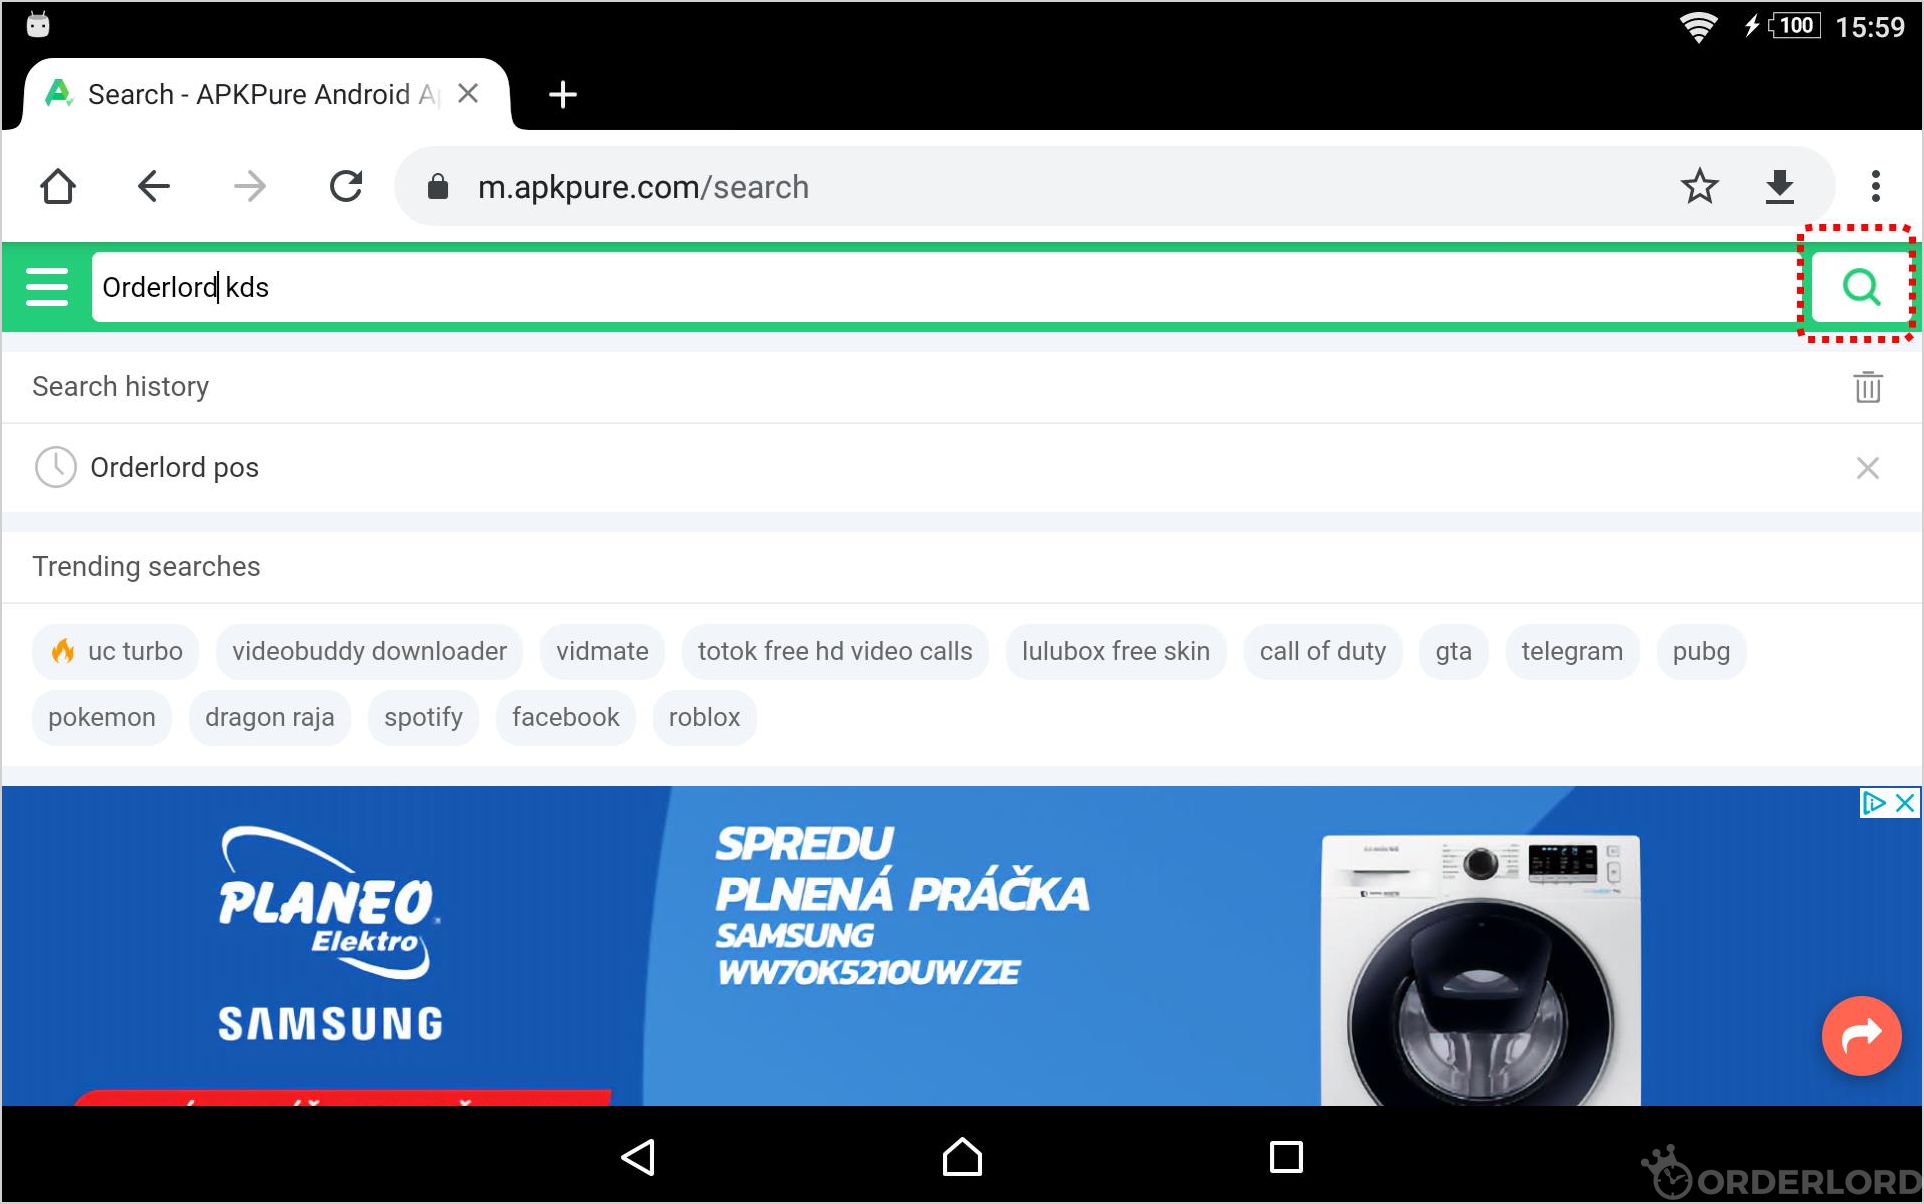 100 15:59
Search - APKPure Android Ap
m.apkpure.com/search
Orderlord kds
Search history
Orderlord pos
Trending searches
uc turbo videobuddy downloader vidmate totok free hd video calls lulubox free skin call of duty gta telegram pubg
pokemon dragon raja spotify facebook roblox
PLANEO
Elektro
SAMSUNG
SPREDU
PLNENÁ PRÁČKA
SAMSUNG
WW70K5210UW/ZE
ORDERLORD